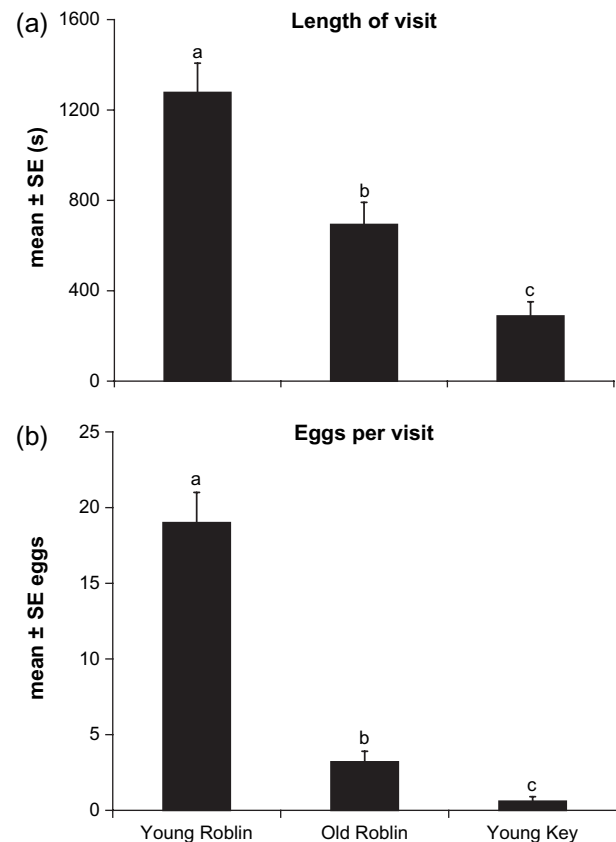 (a) Length of visit
1600
1200
800
400
0
mean ± SE (s)
a
b
c
(b) Eggs per visit
25
20
15
10
5
0
mean ± SE eggs
a
b
c
Young Roblin Old Roblin Young Key